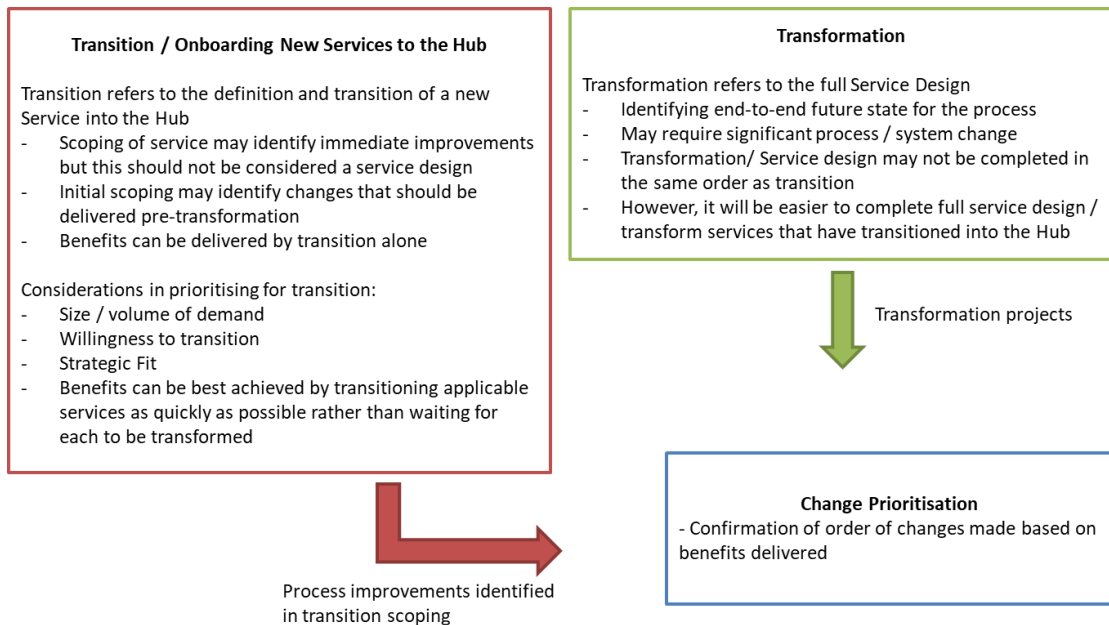 Transition / Onboarding New Services to the Hub
Transition refers to the definition and transition of a new
Service into the Hub
- Scoping of service may identify immediate improvements
but this should not be considered a service design
- Initial scoping may identify changes that should be
delivered pre-transformation
- Benefits can be delivered by transition alone
Considerations in prioritising for transition:
- Size / volume of demand
- Willingness to transition
- Strategic Fit
- Benefits can be best achieved by transitioning applicable
services as quickly as possible rather than waiting for
each to be transformed
Transformation
Transformation refers to the full Service Design
- Identifying end-to-end future state for the process
- May require significant process / system change
- Transformation/ Service design may not be completed in
the same order as transition
- However, it will be easier to complete full service design /
transform services that have transitioned into the Hub
Transformation projects
Process improvements identified
in transition scoping
Change Prioritisation
- Confirmation of order of changes made based on
benefits delivered